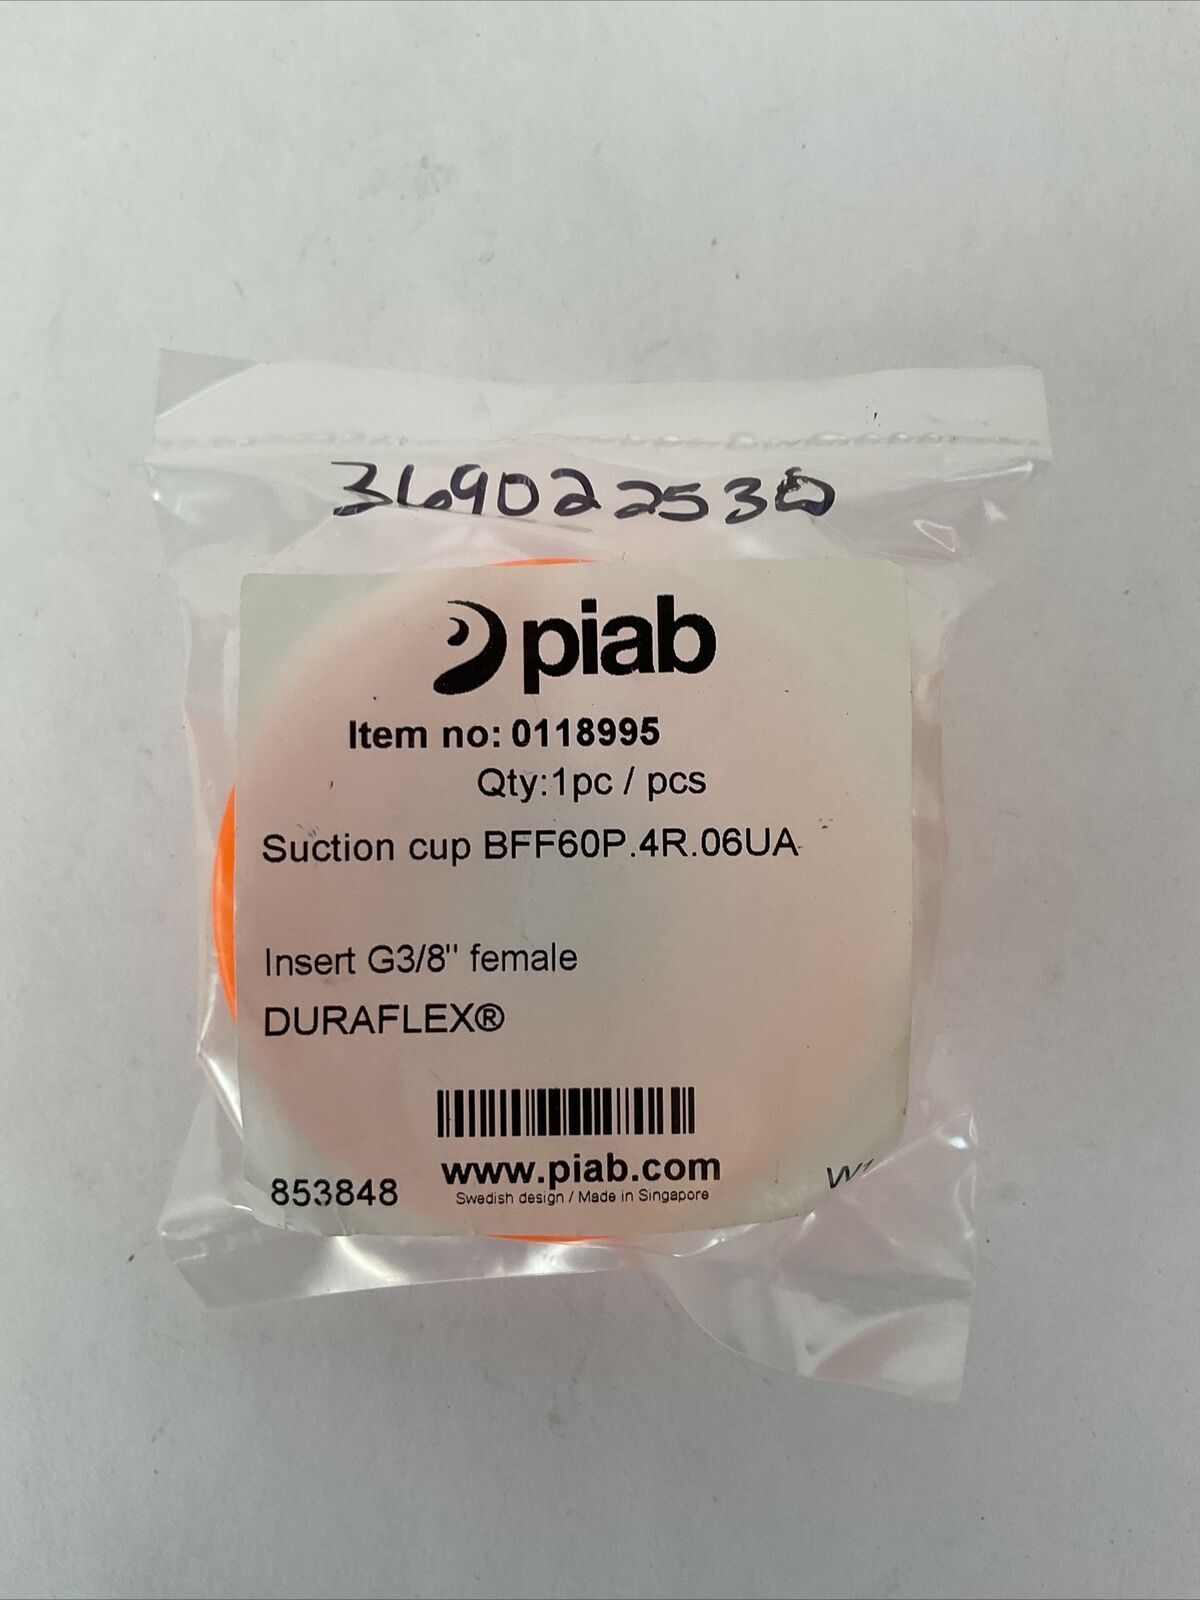 369022530
piab
Item no: 0118995
Qty:1pc / pcs
Suction cup BFF60P.4R.06UA
Insert G3/8" female
DURAFLEX®
www.piab.com
853848
Swedish design / Made in Singapore